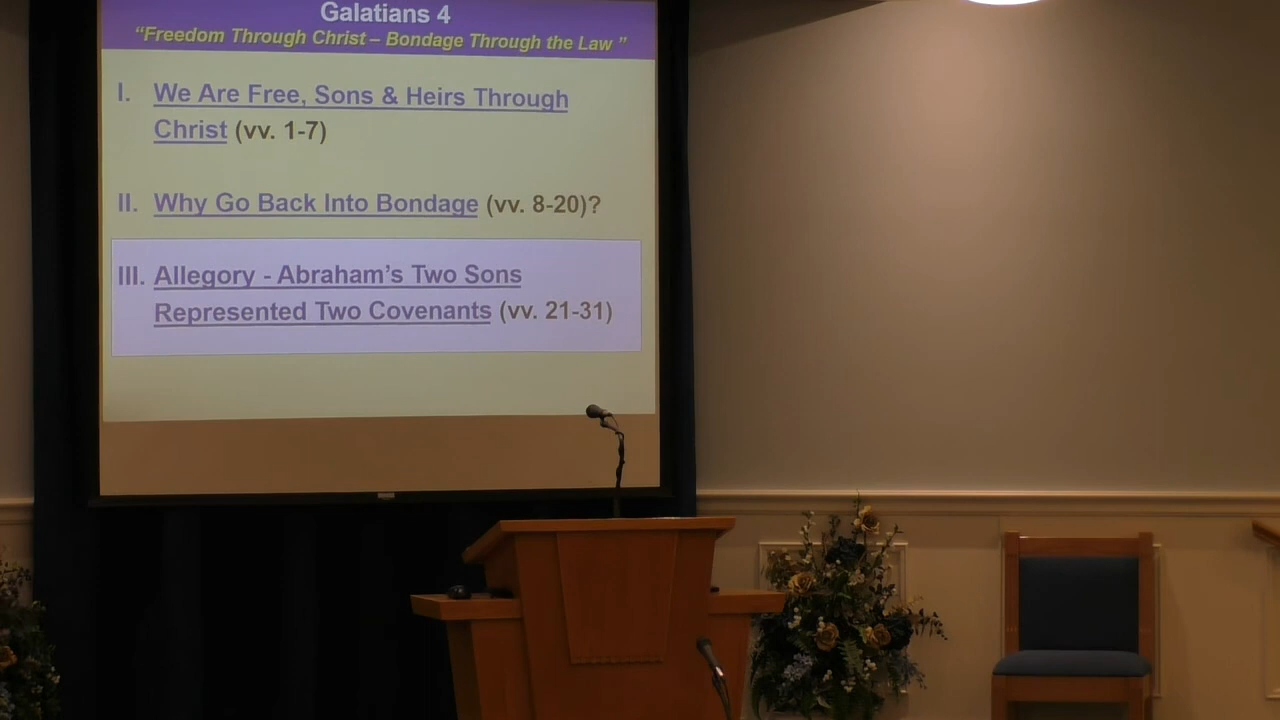 Galatians 4
“Freedom Through Christ – Bondage Through the Law ”
I. We Are Free, Sons & Heirs Through
Christ (vv. 1-7)
II. Why Go Back Into Bondage (vv. 8-20)?
III. Allegory - Abraham’s Two Sons
Represented Two Covenants (vv. 21-31)